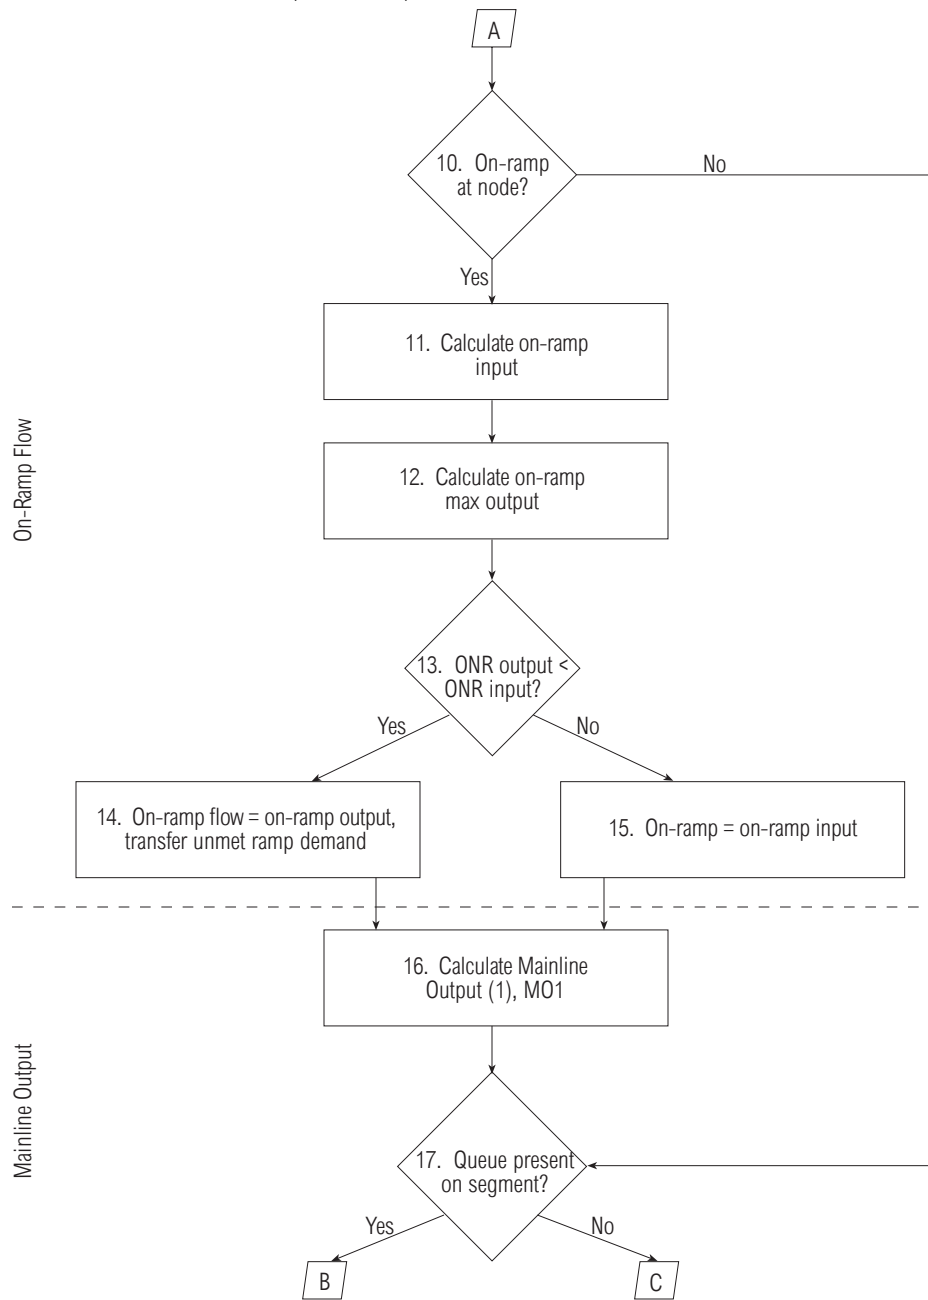 A
10. On-ramp
at node?
No
Yes
11. Calculate on-ramp
input
12. Calculate on-ramp
max output
On-Ramp Flow
13. ONR output <
ONR input?
Yes
No
14. On-ramp flow = on-ramp output,
transfer unmet ramp demand
15. On-ramp = on-ramp input
16. Calculate Mainline
Output (1), MO1
Mainline Output
17. Queue present
on segment?
Yes
No
B
C